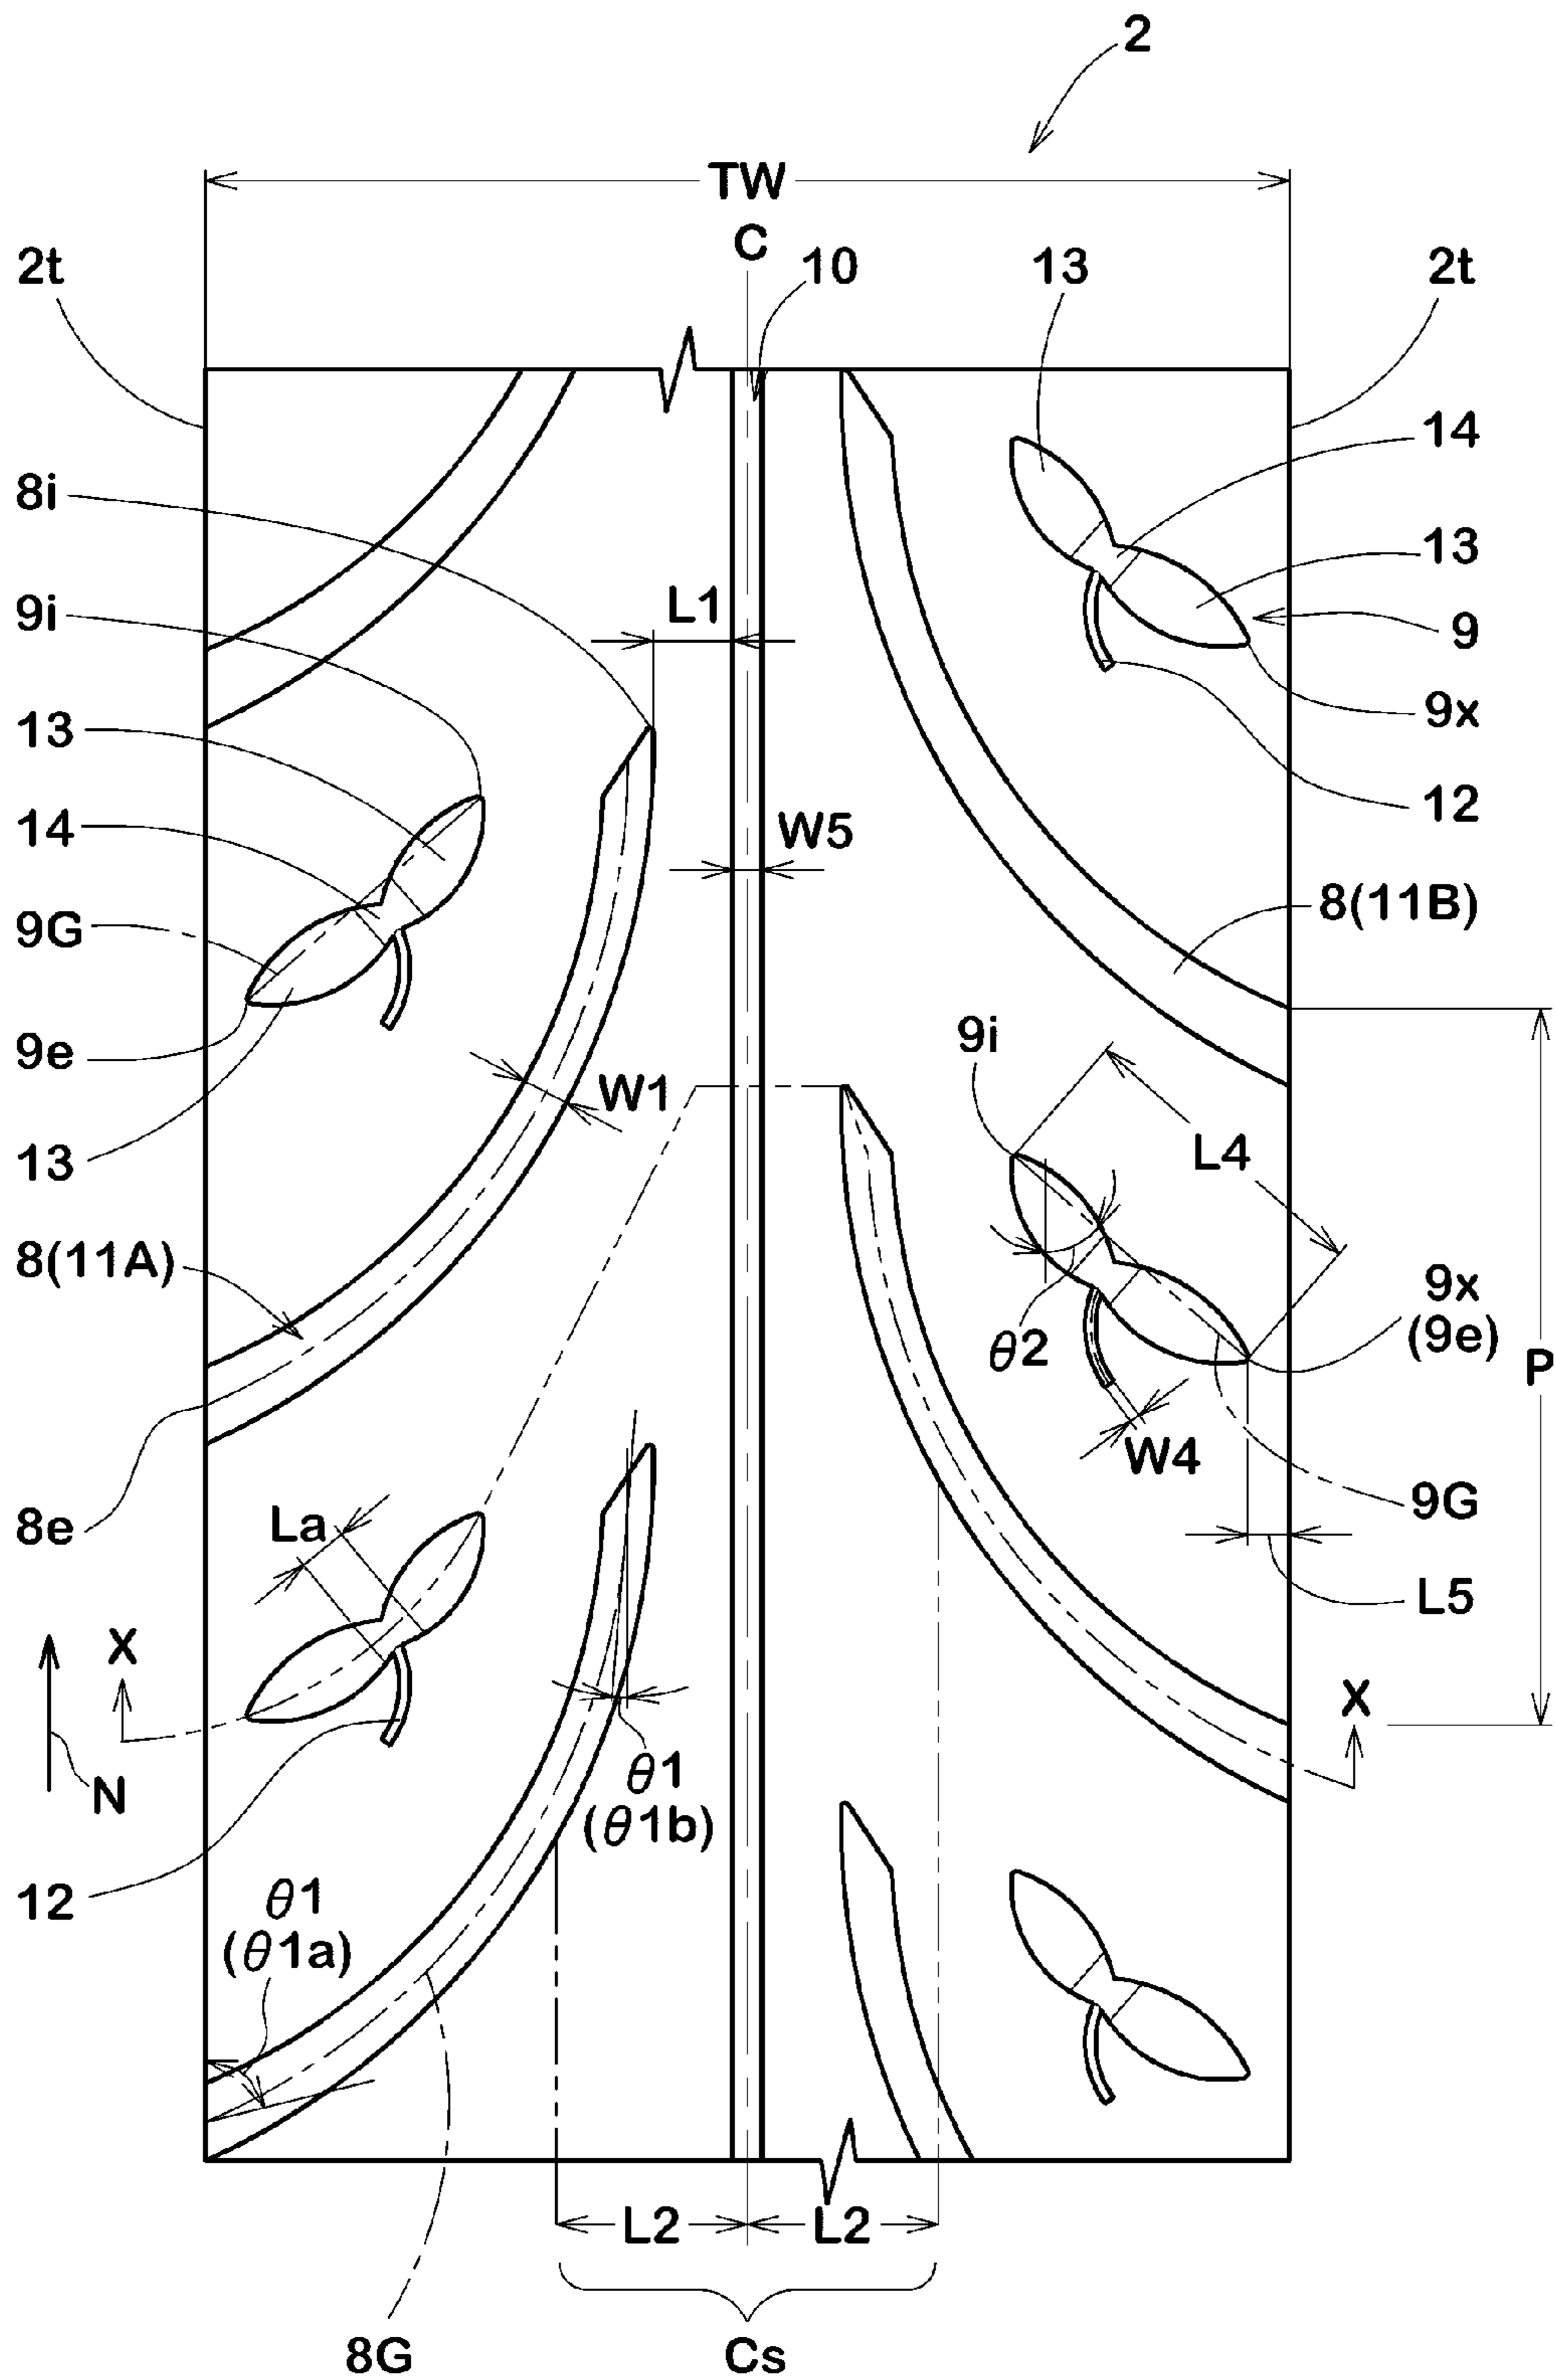 2
TW
C
2t
10
13
2t
14
8i
13
9i
L1
9
9x
13
12
14
W5
8(11B)
9G
9i
9e
W1
L4
13
8(11A)
9x
(9e)
θ2
P
W4
9G
8e
La
L5
X
X
N
θ1
(θ1b)
12
θ1
(θ1a)
L2
L2
8G
Cs